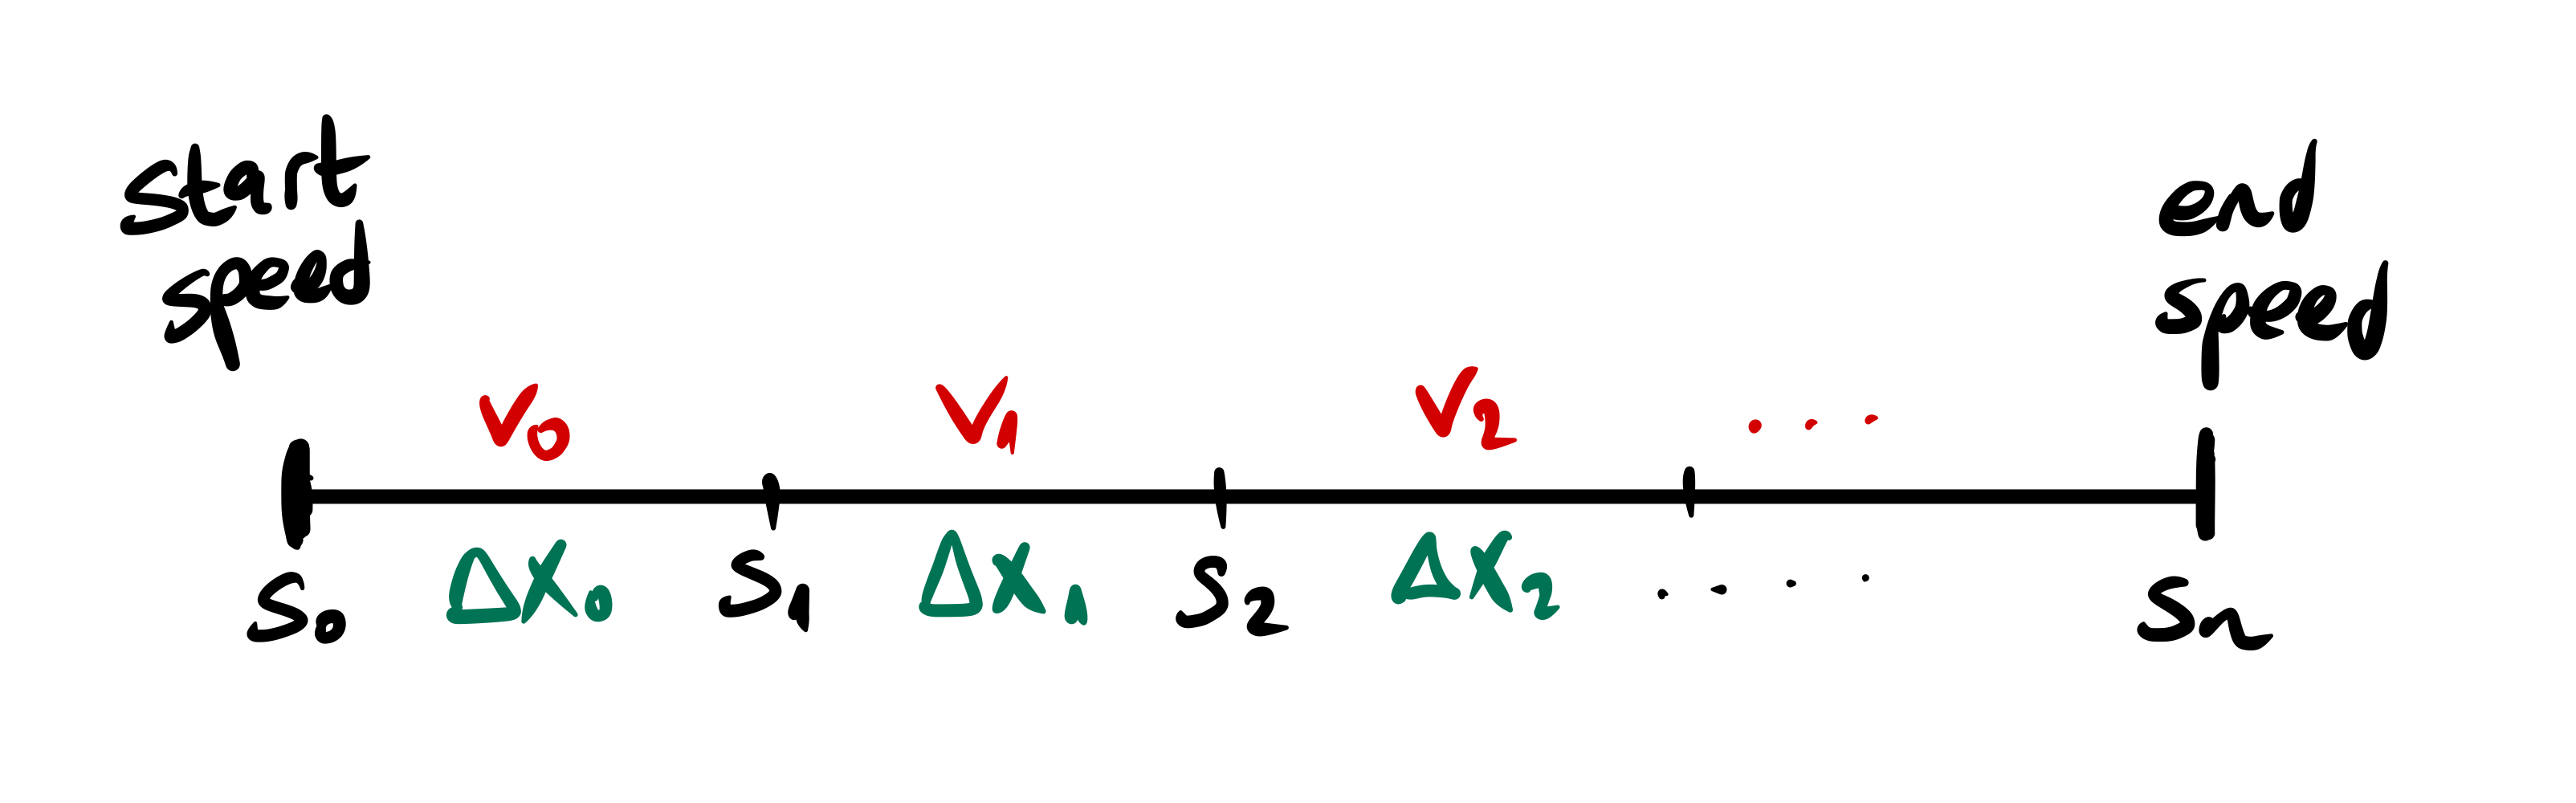 start
speed
end
speed
v₀ v₁ v₂ ...
Δx₀ Δx₁ Δx₂ ....
s₀ s₁ s₂ sₙ